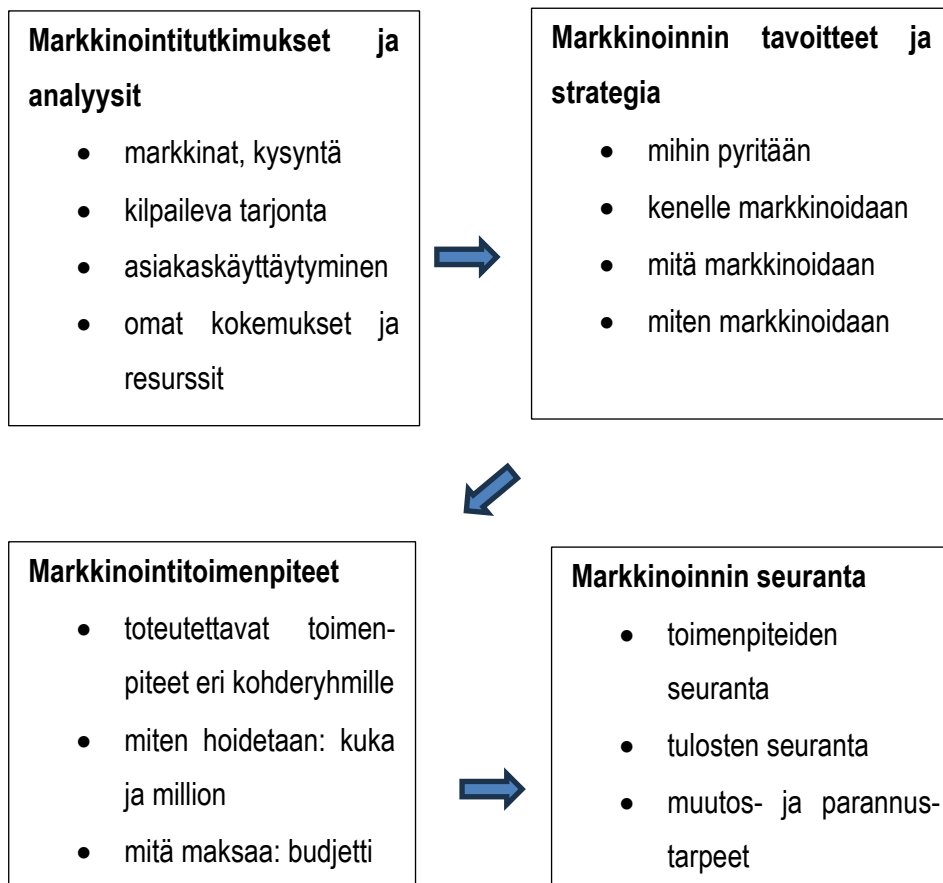 Markkinointitutkimukset ja
analyysit
• markkinat, kysyntä
• kilpaileva tarjonta
• asiakaskäyttäytyminen
• omat kokemukset ja
resurssit
Markkinoinnin tavoitteet ja
strategia
• mihin pyritään
• kenelle markkinoidaan
• mitä markkinoidaan
• miten markkinoidaan
Markkinointitoimenpiteet
• toteutettavat toimen-
piteet eri kohderyhmille
• miten hoidetaan: kuka
ja million
• mitä maksaa: budjetti
Markkinoinnin seuranta
• toimenpiteiden
seuranta
• tulosten seuranta
• muutos- ja parannus-
tarpeet